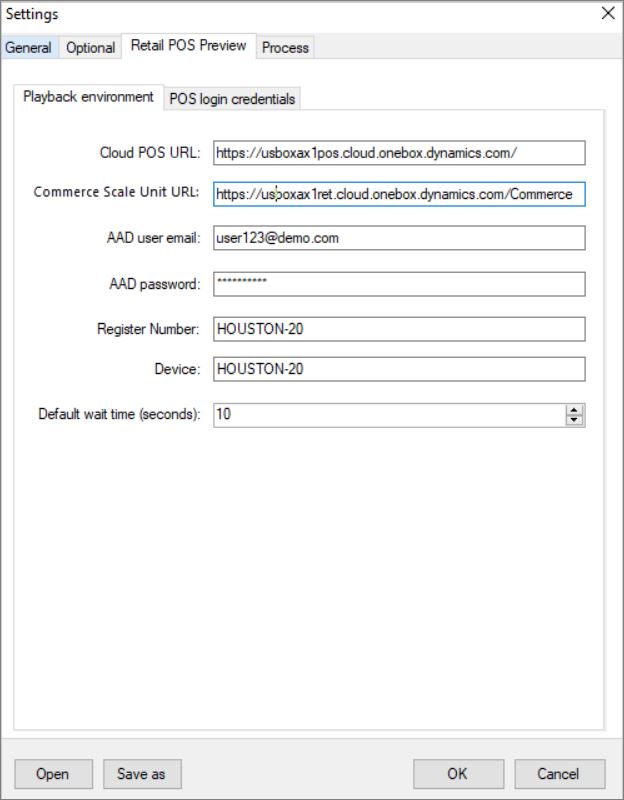 Settings
General Optional Retail POS Preview Process
Playback environment POS login credentials
Cloud POS URL: https://usboxax1pos.cloud.onebox.dynamics.com/
Commerce Scale Unit URL: https://usboxax1ret.cloud.onebox.dynamics.com/Commerce
AAD user email: user123@demo.com
AAD password: **********
Register Number: HOUSTON-20
Device: HOUSTON-20
Default wait time (seconds): 10
Open Save as OK Cancel